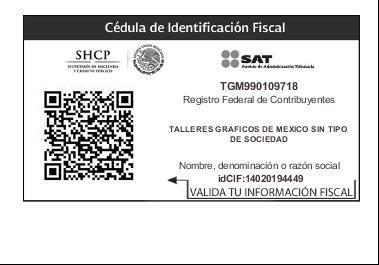 Cédula de Identificación Fiscal
SHCP
SECRETARÍA DE HACIENDA
Y CRÉDITO PÚBLICO
SAT
Servicio de Administración Tributaria
TGM990109718
Registro Federal de Contribuyentes
TALLERES GRAFICOS DE MEXICO SIN TIPO
DE SOCIEDAD
Nombre, denominación o razón social
idCIF:14020194449
VALIDA TU INFORMACIÓN FISCAL